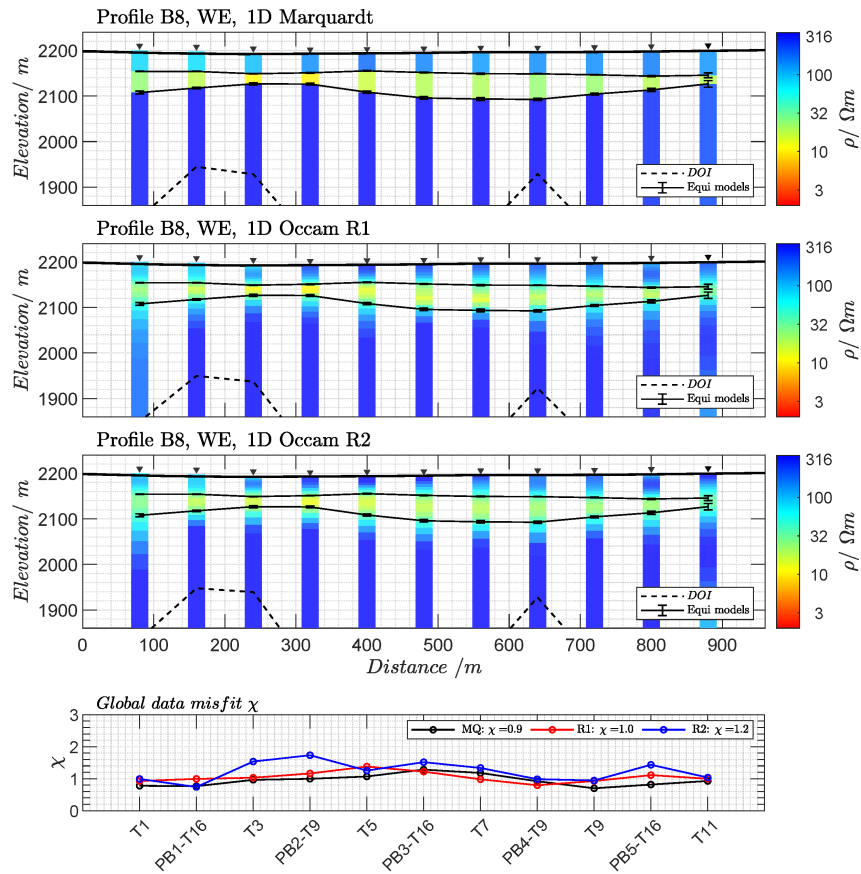 Profile B8, WE, 1D Marquardt
2200
2100
2000
1900
Elevation/ m
DOI
Equi models
316
100
32
10
3
ρ/ Ωm
Profile B8, WE, 1D Occam R1
2200
2100
2000
1900
Elevation/ m
DOI
Equi models
316
100
32
10
3
ρ/ Ωm
Profile B8, WE, 1D Occam R2
2200
2100
2000
1900
Elevation/ m
DOI
Equi models
316
100
32
10
3
ρ/ Ωm
0 100 200 300 400 500 600 700 800 900
Distance /m
Global data misfit χ
3
2
1
0
χ
MQ: χ=0.9 R1: χ=1.0 R2: χ=1.2
T1 PB1-T16 T3 PB2-T9 T5 PB3-T16 T7 PB4-T9 T9 PB5-T16 T11